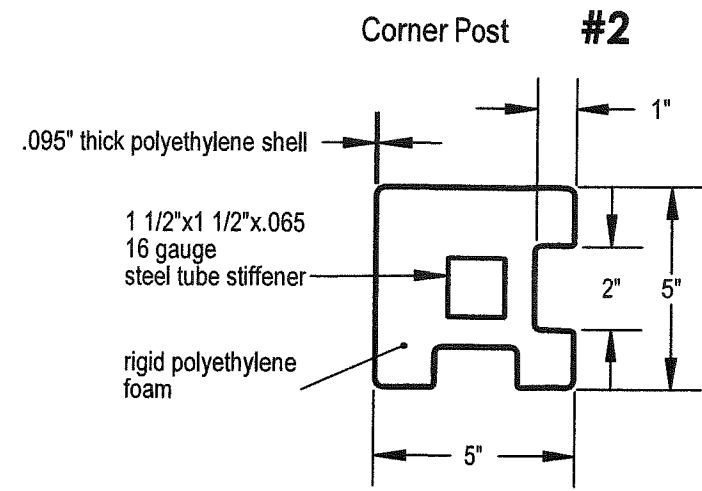 Corner Post #2
1"
.095" thick polyethylene shell
1 1/2"x1 1/2"x.065
16 gauge
steel tube stiffener
2"
5"
rigid polyethylene
foam
5"